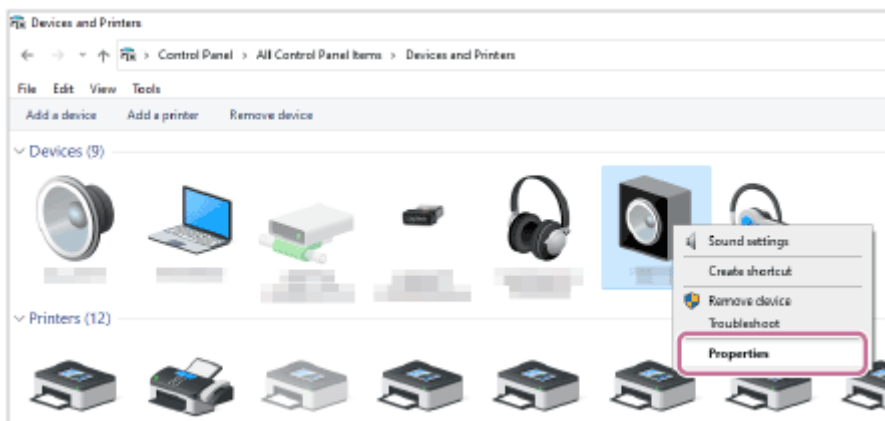 Devices and Printers
Control Panel > All Control Panel Items > Devices and Printers
File Edit View Tools
Add a device Add a printer Remove device
Devices (9)
Sound settings
Create shortcut
Remove device
Troubleshoot
Printers (12)
Properties